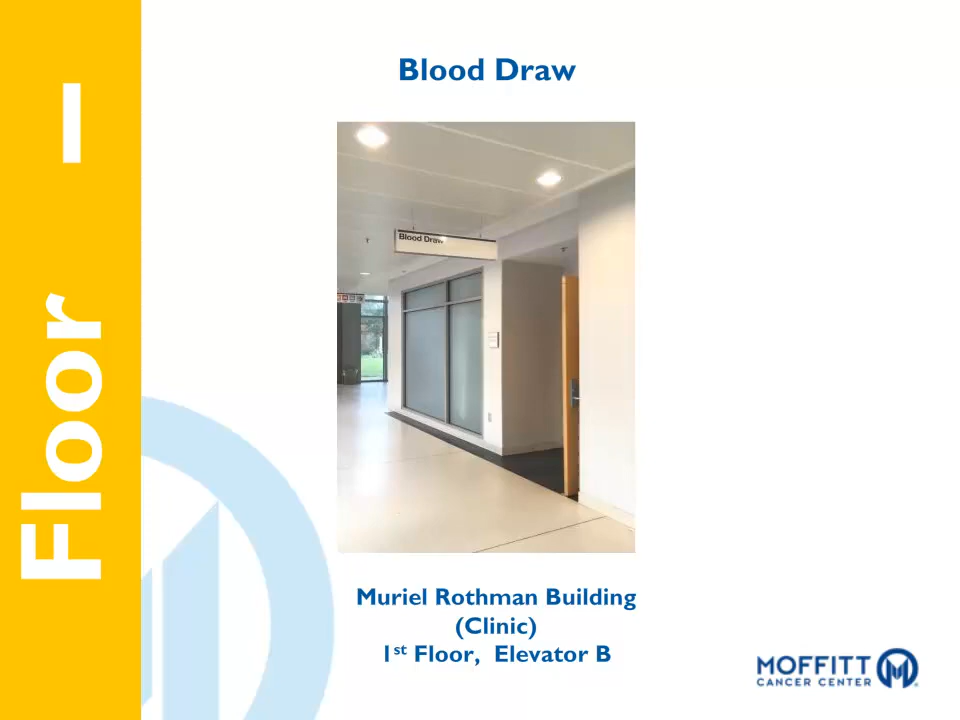 Floor 1
Blood Draw
Blood Draw
Muriel Rothman Building
(Clinic)
1st Floor, Elevator B
MOFFITT
CANCER CENTER